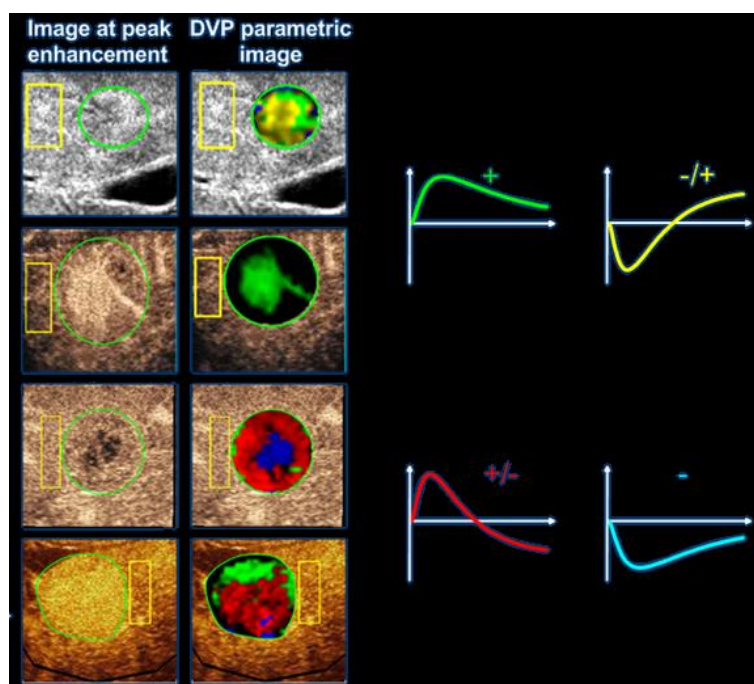 Image at peak
enhancement
DVP parametric
image
+
-/+
+/-
-